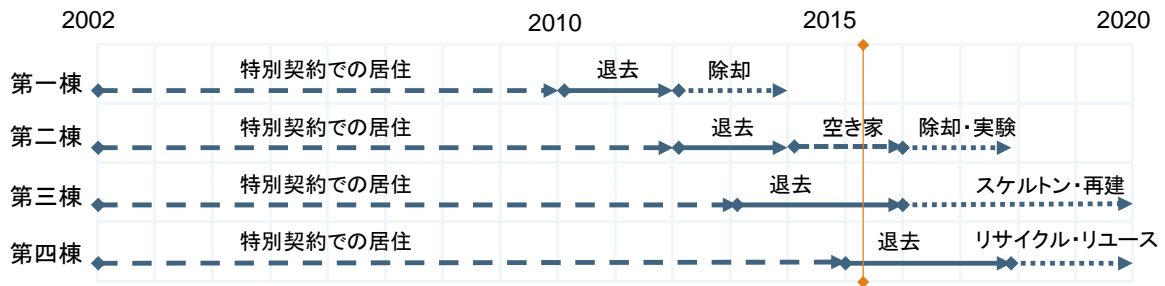 2002 2010 2015 2020
第一棟 特別契約での居住 退去 除却
第二棟 特別契約での居住 退去 空き家 除却・実験
第三棟 特別契約での居住 退去 スケルトン・再建
第四棟 特別契約での居住 退去 リサイクル・リユース